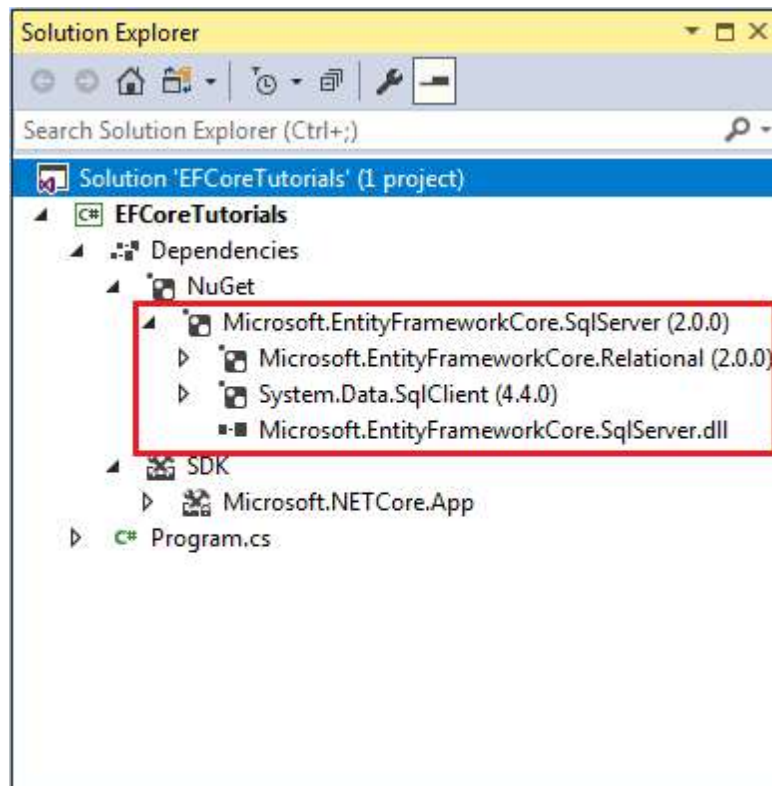 Solution Explorer
Search Solution Explorer (Ctrl+;)
Solution 'EFCoreTutorials' (1 project)
C# EFCoreTutorials
Dependencies
NuGet
Microsoft.EntityFrameworkCore.SqlServer (2.0.0)
Microsoft.EntityFrameworkCore.Relational (2.0.0)
System.Data.SqlClient (4.4.0)
Microsoft.EntityFrameworkCore.SqlServer.dll
SDK
Microsoft.NETCore.App
C# Program.cs